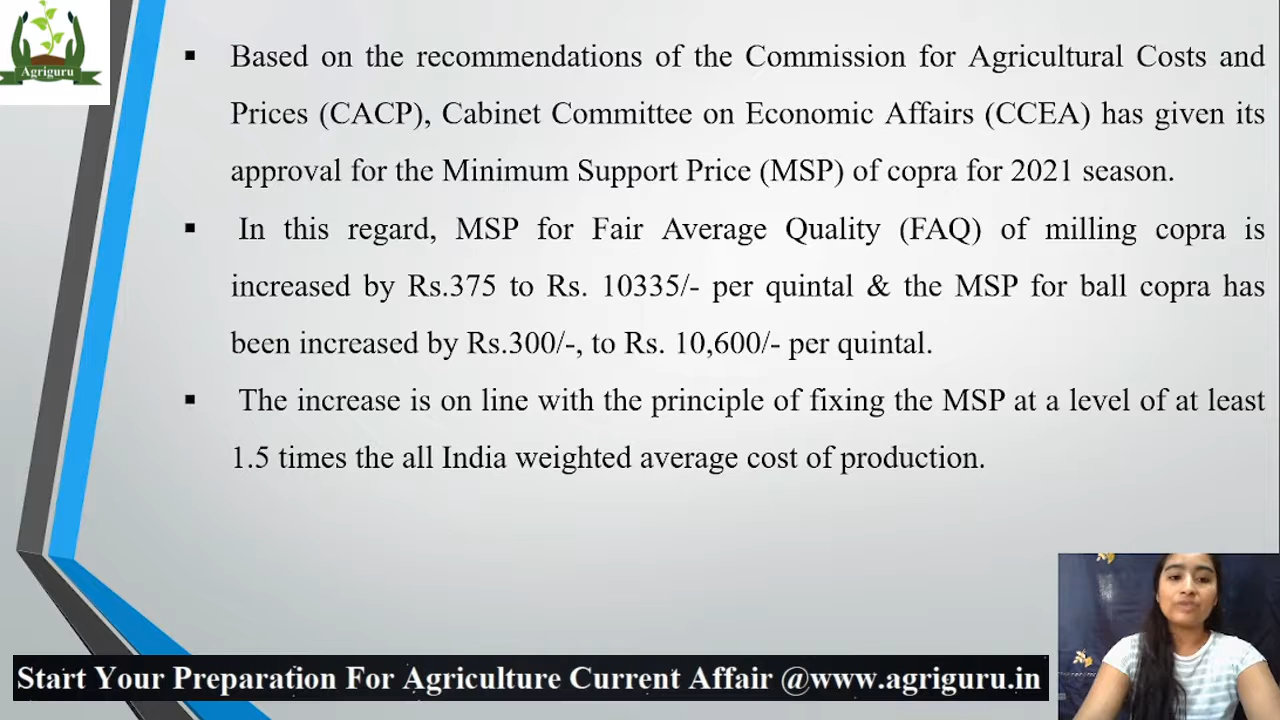 Agriguru
Based on the recommendations of the Commission for Agricultural Costs and
Prices (CACP), Cabinet Committee on Economic Affairs (CCEA) has given its
approval for the Minimum Support Price (MSP) of copra for 2021 season.
In this regard, MSP for Fair Average Quality (FAQ) of milling copra is
increased by Rs.375 to Rs. 10335/- per quintal & the MSP for ball copra has
been increased by Rs.300/-, to Rs. 10,600/- per quintal.
The increase is on line with the principle of fixing the MSP at a level of at least
1.5 times the all India weighted average cost of production.
Start Your Preparation For Agriculture Current Affair @www.agriguru.in